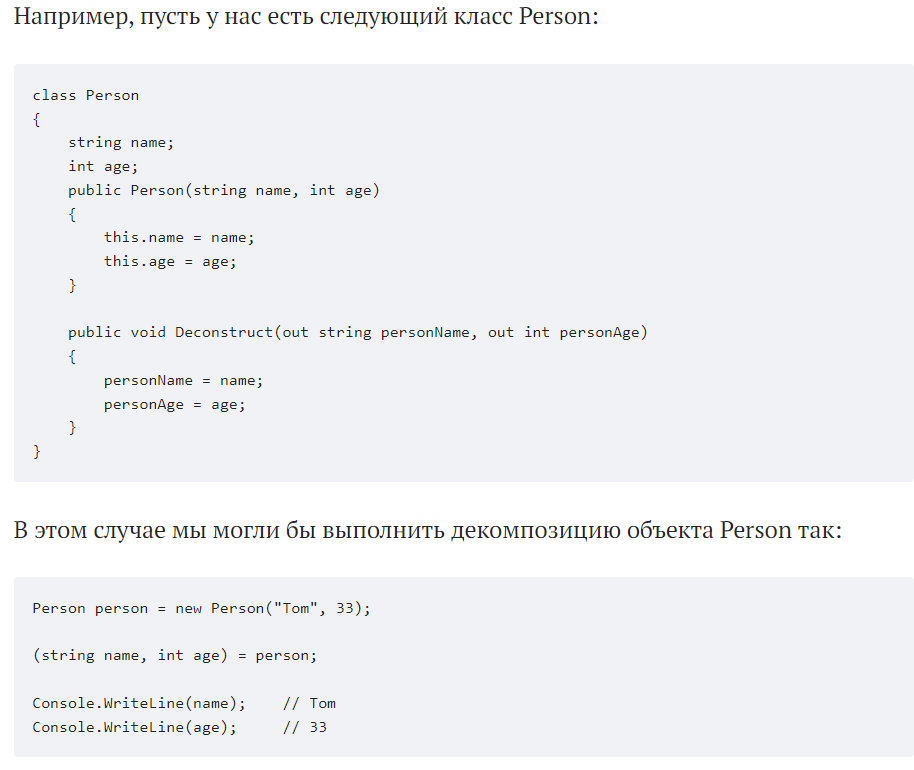 Например, пусть у нас есть следующий класс Person:
class Person
{
    string name;
    int age;
    public Person(string name, int age)
    {
        this.name = name;
        this.age = age;
    }
    public void Deconstruct(out string personName, out int personAge)
    {
        personName = name;
        personAge = age;
    }
}
В этом случае мы могли бы выполнить декомпозицию объекта Person так:
Person person = new Person("Tom", 33);
(string name, int age) = person;
Console.WriteLine(name);    // Tom
Console.WriteLine(age);     // 33